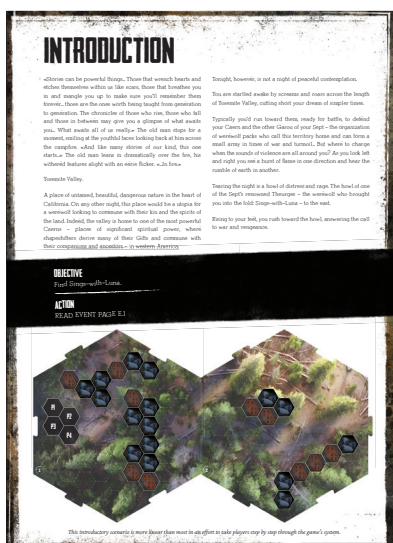 INTRODUCTION
«Stories can be powerful things... Those that wrench hearts and
etches themselves within us like scars, those that breathes you
in and mangle you up to make sure you'll remember them
forever... those are the ones worth being taught from generation
to generation. The chronicles of those who rise, those who fall
and those in between may give you a glimpse of what awaits
you... What awaits all of us really.» The old man stops for a
moment, smiling at the youthful faces looking back at him across
the campfire. «And like many stories of our kind, this one
starts...» The old man leans in dramatically over the fire, his
withered features alight with an eerie flicker. «...In fire.»
Yosemite Valley.
A place of untamed, beautiful, dangerous nature in the heart of
California. On any other night, this place would be a utopia for
a werewolf looking to commune with their kin and the spirits of
the land. Indeed, the valley is home to one of the most powerful
Caerns – places of significant spiritual power, where
shapeshifters derive many of their Gifts and commune with
their companions and ancestors – in western America.
Tonight, however, is not a night of peaceful contemplation.
You are startled awake by screams and roars across the length
of Yosemite Valley, cutting short your dream of simpler times.
Typically you'd run toward them, ready for battle, to defend
your Caern and the other Garou of your Sept – the organization
of werewolf packs who call this territory home and can form a
small army in times of war and turmoil... But where to charge
when the sounds of violence are all around you? As you look left
and right you see a burst of flame in one direction and hear the
rumble of earth in another.
Tearing the night is a howl of distress and rage. The howl of one
of the Sept's renowned Theurges – the werewolf who brought
you into the fold: Sings-with-Luna – to the east.
Rising to your feet, you rush toward the howl, answering the call
to war and vengeance.
OBJECTIVE
Find Sings-with-Luna.
ACTION
READ EVENT PAGE E.1
P1
P2
P3
P4
This introductory scenario is more linear than most in an effort to take players step by step through the game's system.